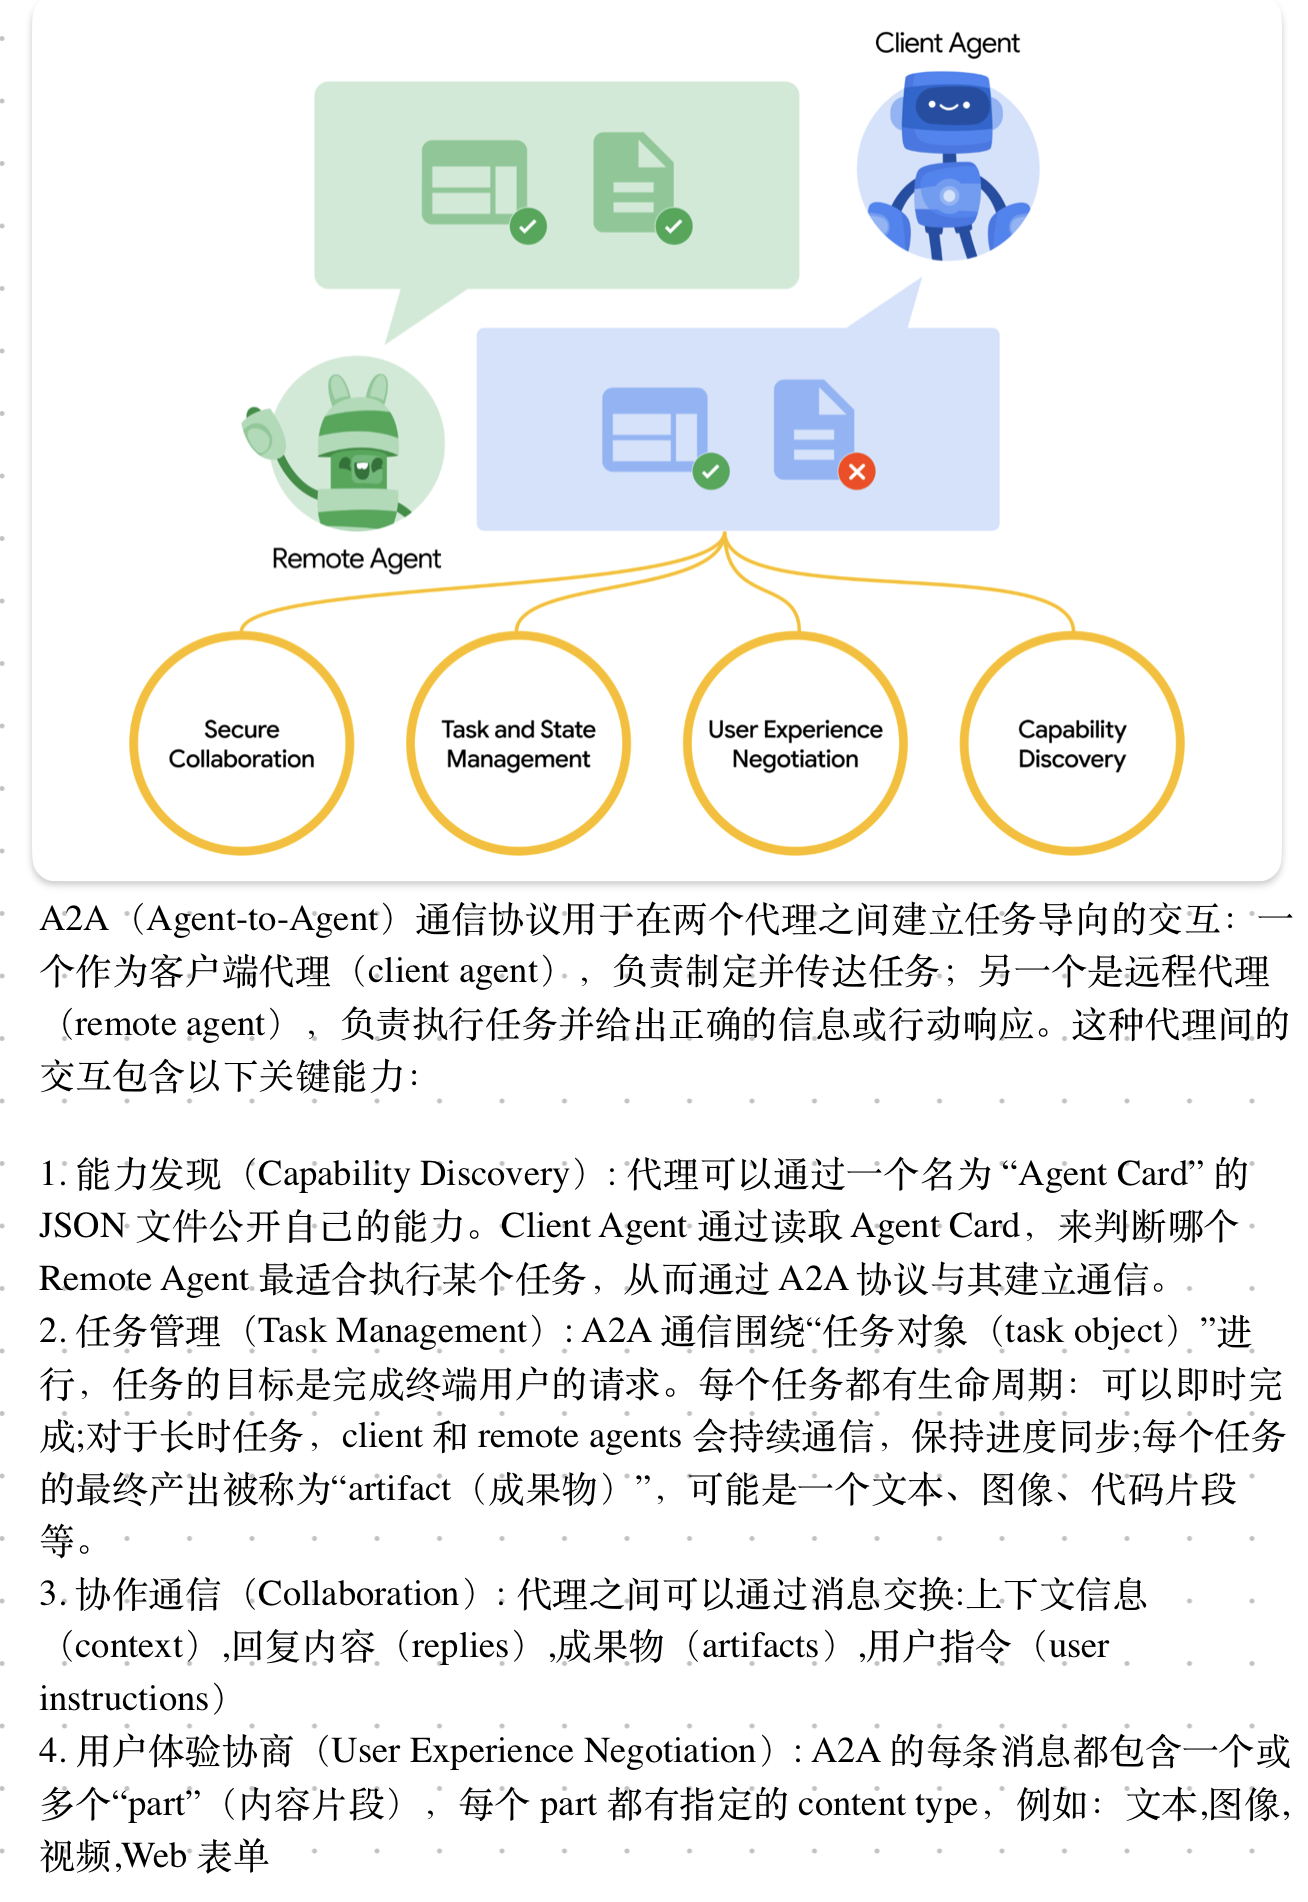 Client Agent
Remote Agent
Secure
Collaboration
Task and State
Management
User Experience
Negotiation
Capability
Discovery
A2A（Agent-to-Agent）通信协议用于在两个代理之间建立任务导向的交互：一
个作为客户端代理（client agent），负责制定并传达任务；另一个是远程代理
（remote agent），负责执行任务并给出正确的信息或行动响应。这种代理间的
交互包含以下关键能力：
1. 能力发现（Capability Discovery）: 代理可以通过一个名为 “Agent Card” 的
JSON 文件公开自己的能力。Client Agent 通过读取 Agent Card，来判断哪个
Remote Agent 最适合执行某个任务，从而通过 A2A 协议与其建立通信。
2. 任务管理（Task Management）: A2A 通信围绕“任务对象（task object）”进
行，任务的目标是完成终端用户的请求。每个任务都有生命周期：可以即时完
成;对于长时任务，client 和 remote agents 会持续通信，保持进度同步;每个任务
的最终产出被称为“artifact（成果物）”，可能是一个文本、图像、代码片段
等。
3. 协作通信（Collaboration）: 代理之间可以通过消息交换:上下文信息
（context）,回复内容（replies）,成果物（artifacts）,用户指令（user
instructions）
4. 用户体验协商（User Experience Negotiation）: A2A 的每条消息都包含一个或
多个“part”（内容片段），每个 part 都有指定的 content type，例如：文本,图像,
视频,Web 表单